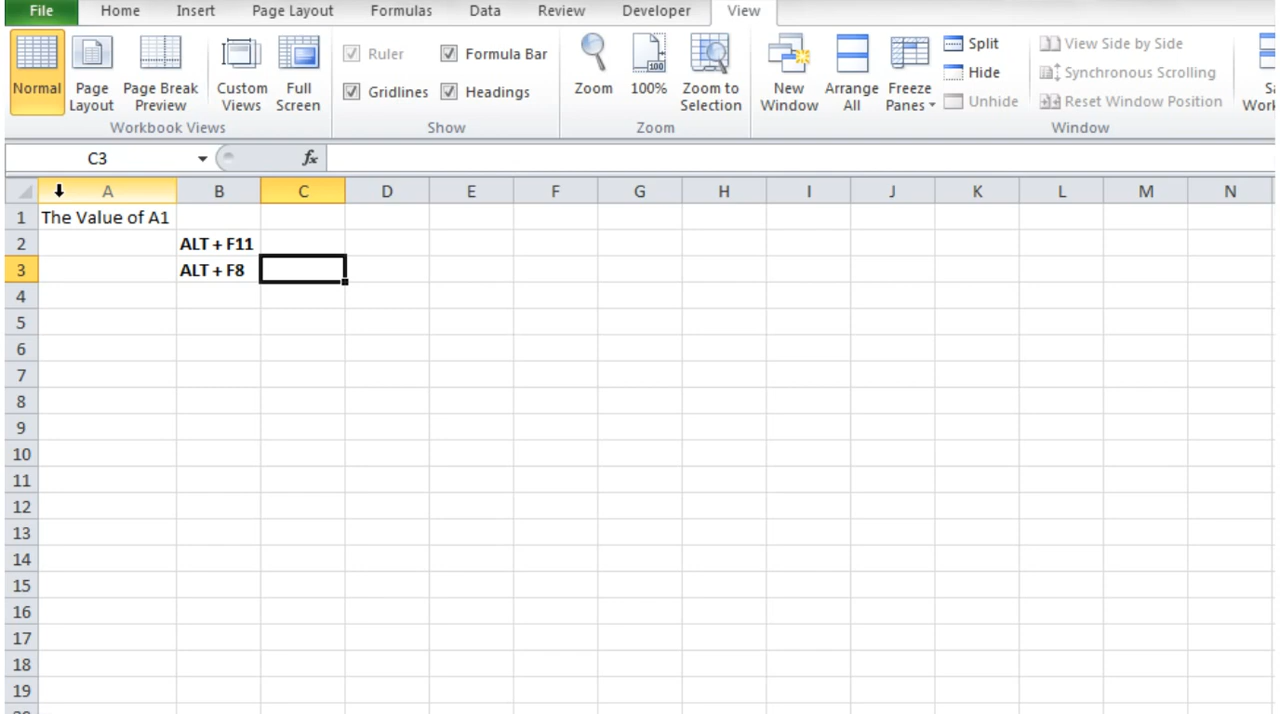 File Home Insert Page Layout Formulas Data Review Developer View
Normal Page Layout Page Break Preview Custom Views Full Screen
Ruler Formula Bar
Gridlines Headings
Zoom 100% Zoom to Selection
New Window Arrange All Freeze Panes
Split
Hide
Unhide
View Side by Side
Synchronous Scrolling
Reset Window Position
Workbook Views Show Zoom Window
C3 fx
A B C D E F G H I J K L M N
1 The Value of A1
2 ALT + F11
3 ALT + F8
4
5
6
7
8
9
10
11
12
13
14
15
16
17
18
19